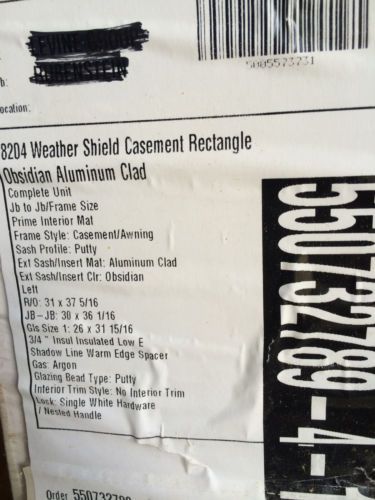 5005573731
b:
ocation:
8204 Weather Shield Casement Rectangle
Obsidian Aluminum Clad
Complete Unit
Jb to Jb/Frame Size
Prime Interior Mat
Frame Style: Casement/Awning
Sash Profile: Putty
Ext Sash/Insert Mat: Aluminum Clad
Ext Sash/Insert Clr: Obsidian
Left
R/O: 31 x 37 5/16
JB-JB: 30 x 36 1/16
Gls Size 1: 26 x 31 15/16
3/4 " Insul Insulated Low E
Shadow Line Warm Edge Spacer
Gas: Argon
Glazing Bead Type: Putty
Interior Trim Style: No Interior Trim
Lock: Single White Hardware
/ Nested Handle
550732789-4-
Order 550732789